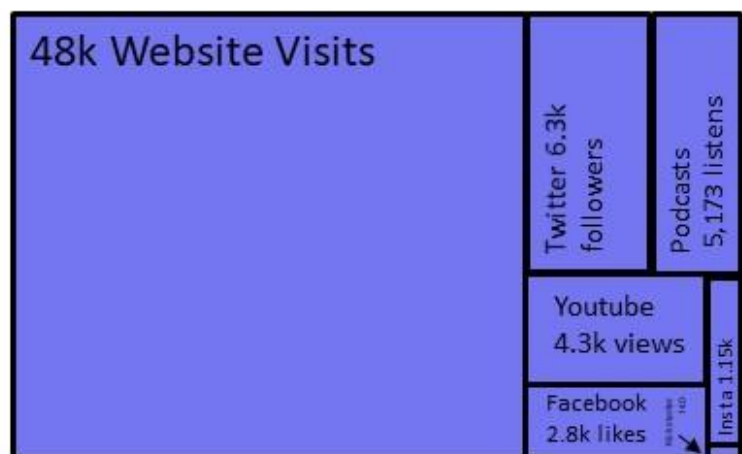 48k Website Visits
Twitter 6.3k
followers
Podcasts
5,173 listens
Youtube
4.3k views
Insta 1.15k
Facebook
2.8k likes